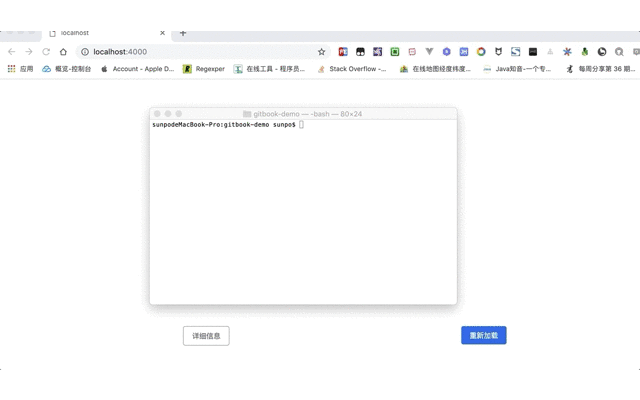 localhost
localhost:4000
应用 概览-控制台 Account - Apple D... Regexper 在线工具 - 程序员... Stack Overflow -... 在线地图经度纬度... Java知音-一个专... 每周分享第 36 期...
gitbook-demo — -bash — 80×24
sunpodeMacBook-Pro:gitbook-demo sunpo$
详细信息 重新加载